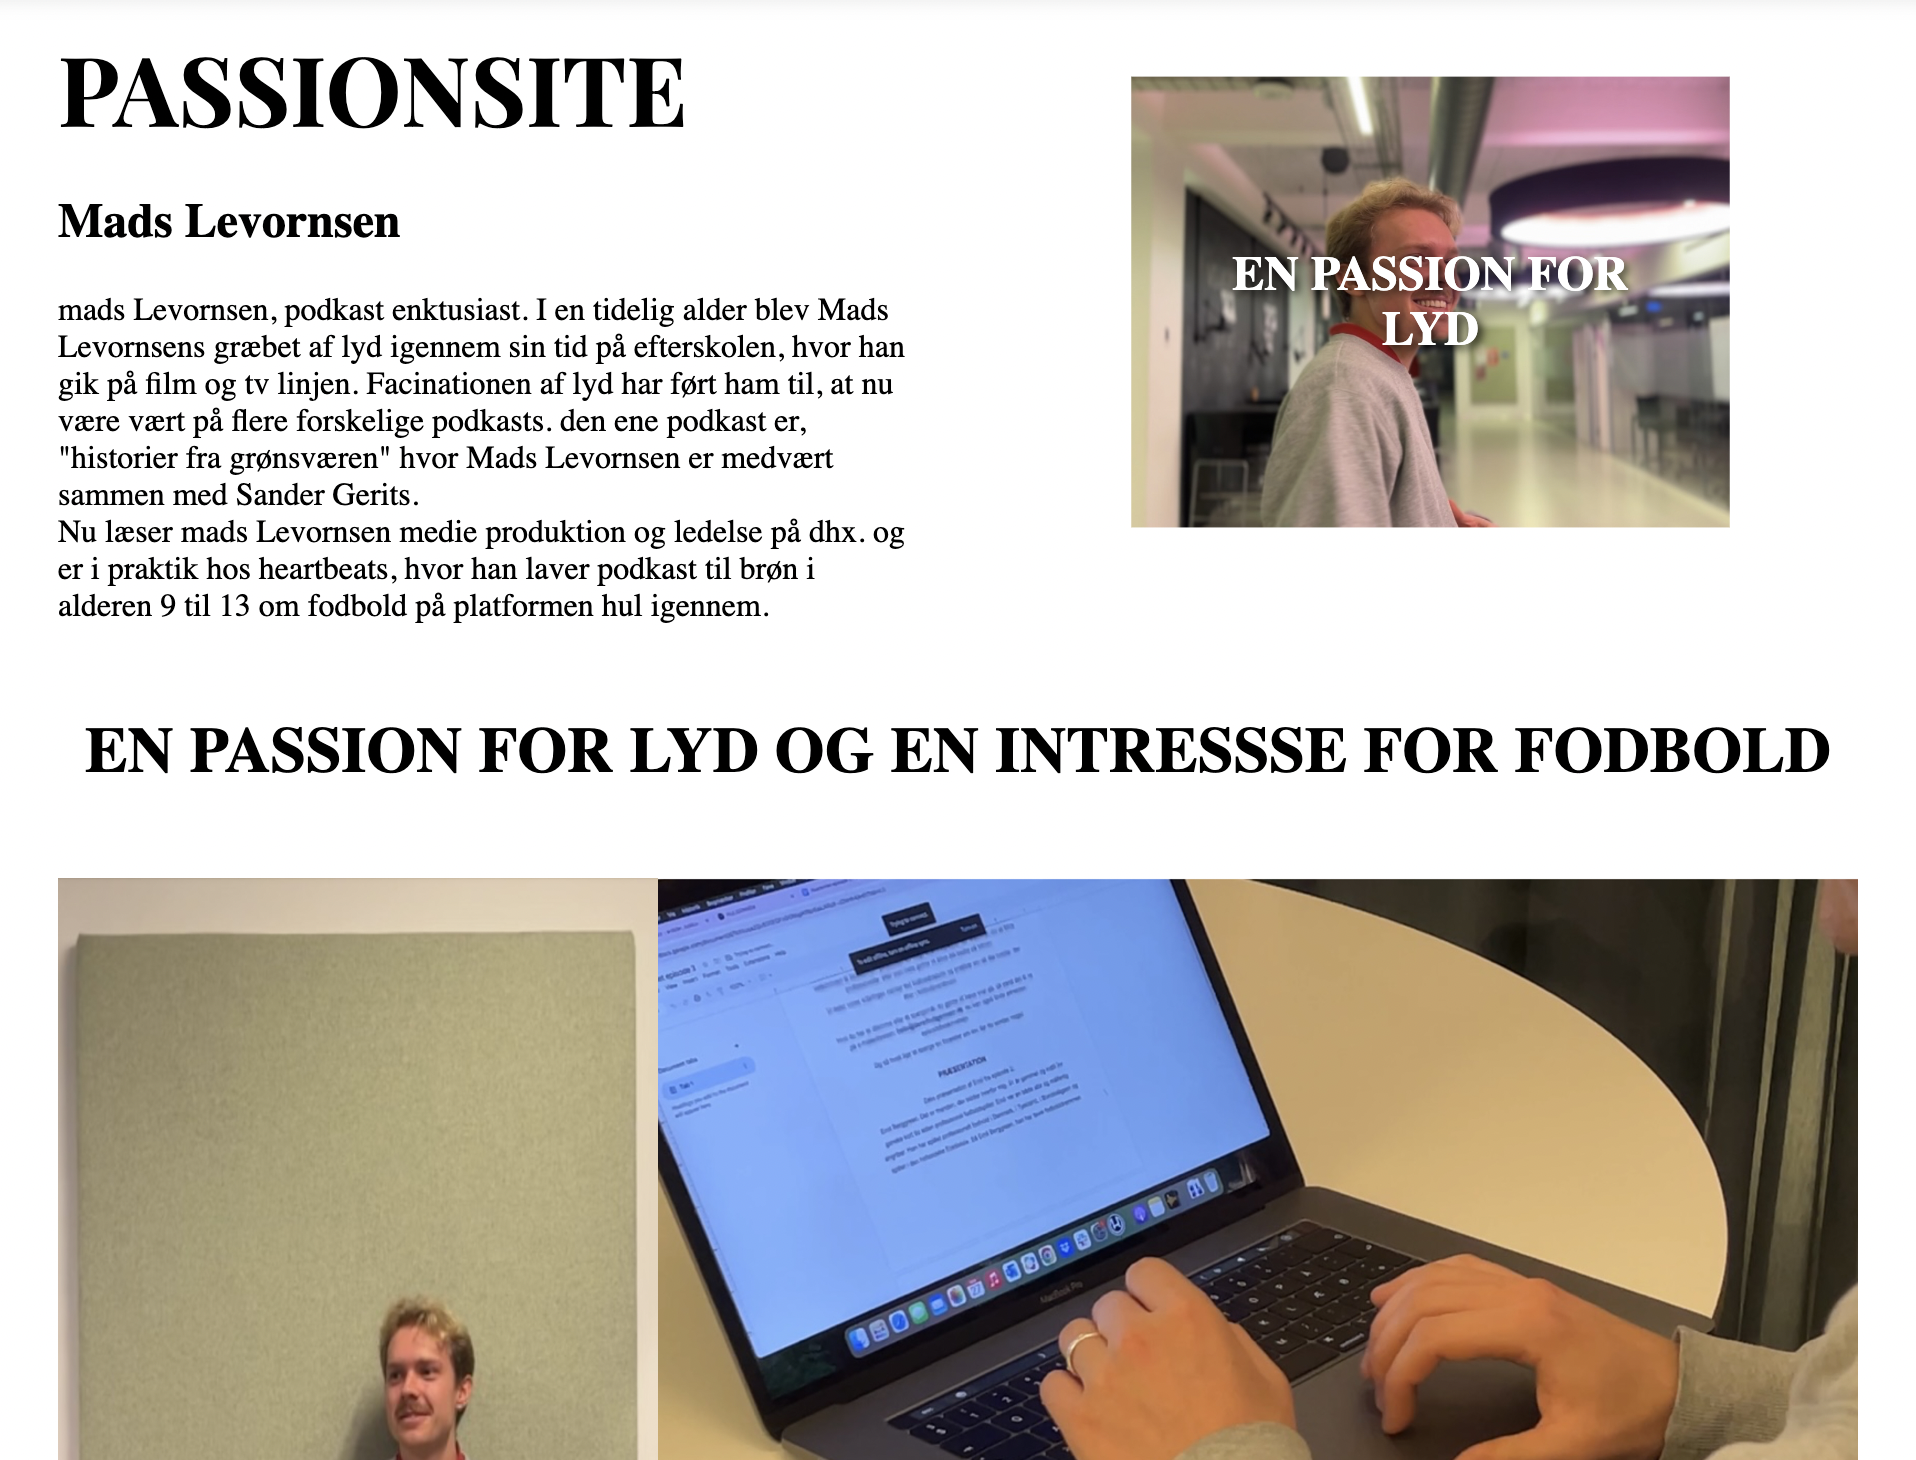 PASSIONSITE
Mads Levornsen
mads Levornsen, podkast enktusiast. I en tidelig alder blev Mads
Levornsens græbet af lyd igennem sin tid på efterskolen, hvor han
gik på film og tv linjen. Facinationen af lyd har ført ham til, at nu
være vært på flere forskelige podkasts. den ene podkast er,
"historier fra grønsværen" hvor Mads Levornsen er medvært
sammen med Sander Gerits.
Nu læser mads Levornsen medie produktion og ledelse på dhx. og
er i praktik hos heartbeats, hvor han laver podkast til brøn i
alderen 9 til 13 om fodbold på platformen hul igennem.
EN PASSION FOR
LYD
EN PASSION FOR LYD OG EN INTRESSSE FOR FODBOLD
PRÆSENTATION
MacBook Pro